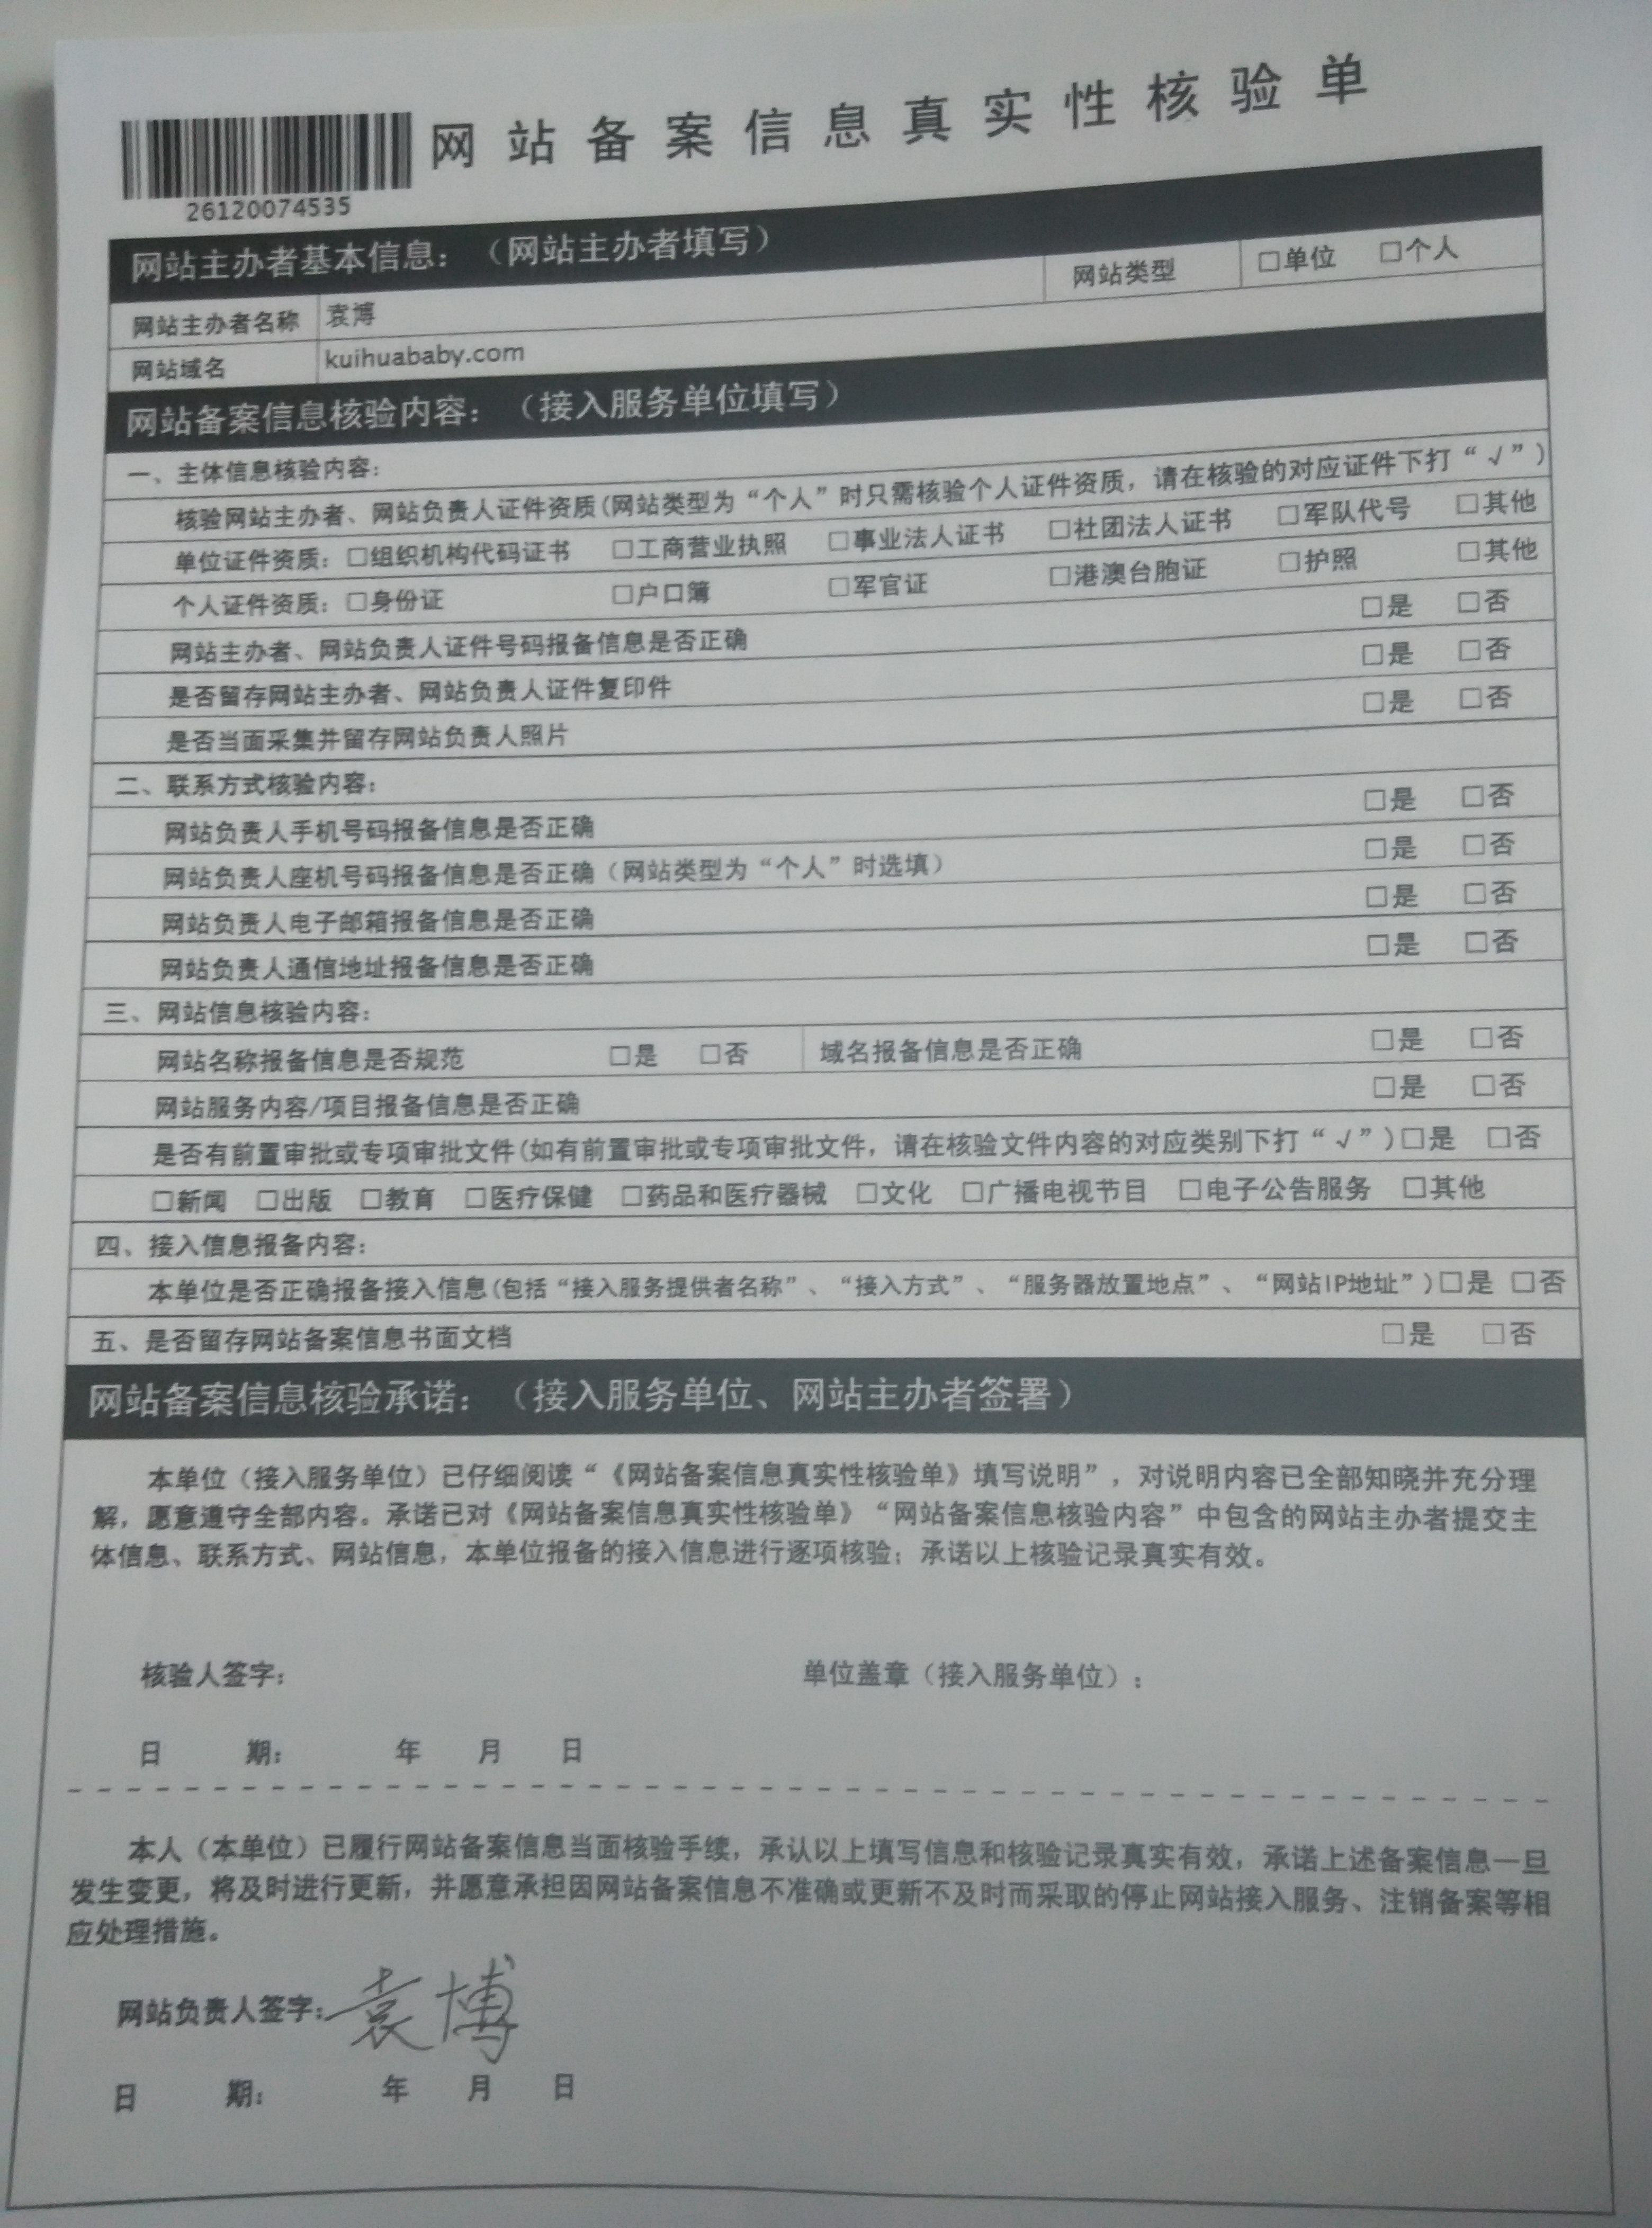 网站备案信息真实性核验单
26120074535
网站主办者基本信息：（网站主办者填写）
网站主办者名称 袁博 网站类型 □单位 □个人
网站域名 kuihuababy.com
网站备案信息核验内容：（接入服务单位填写）
一、主体信息核验内容：
核验网站主办者、网站负责人证件资质(网站类型为“个人”时只需核验个人证件资质，请在核验的对应证件下打“√”)
单位证件资质：□组织机构代码证书 □工商营业执照 □事业法人证书 □社团法人证书 □军队代号 □其他
个人证件资质：□身份证 □户口簿 □军官证 □港澳台胞证 □护照 □其他
网站主办者、网站负责人证件号码报备信息是否正确 □是 □否
是否留存网站主办者、网站负责人证件复印件 □是 □否
是否当面采集并留存网站负责人照片 □是 □否
二、联系方式核验内容：
网站负责人手机号码报备信息是否正确 □是 □否
网站负责人座机号码报备信息是否正确（网站类型为“个人”时选填） □是 □否
网站负责人电子邮箱报备信息是否正确 □是 □否
网站负责人通信地址报备信息是否正确 □是 □否
三、网站信息核验内容：
网站名称报备信息是否规范 □是 □否 域名报备信息是否正确 □是 □否
网站服务内容/项目报备信息是否正确 □是 □否
是否有前置审批或专项审批文件(如有前置审批或专项审批文件，请在核验文件内容的对应类别下打“√”)□是 □否
□新闻 □出版 □教育 □医疗保健 □药品和医疗器械 □文化 □广播电视节目 □电子公告服务 □其他
四、接入信息报备内容：
本单位是否正确报备接入信息(包括“接入服务提供者名称”、“接入方式”、“服务器放置地点”、“网站IP地址”)□是 □否
五、是否留存网站备案信息书面文档 □是 □否
网站备案信息核验承诺：（接入服务单位、网站主办者签署）
本单位（接入服务单位）已仔细阅读“《网站备案信息真实性核验单》填写说明”，对说明内容已全部知晓并充分理
解，愿意遵守全部内容。承诺已对《网站备案信息真实性核验单》“网站备案信息核验内容”中包含的网站主办者提交主
体信息、联系方式、网站信息，本单位报备的接入信息进行逐项核验；承诺以上核验记录真实有效。
核验人签字： 单位盖章（接入服务单位）：
日 期： 年 月 日
本人（本单位）已履行网站备案信息当面核验手续，承认以上填写信息和核验记录真实有效，承诺上述备案信息一旦
发生变更，将及时进行更新，并愿意承担因网站备案信息不准确或更新不及时而采取的停止网站接入服务、注销备案等相
应处理措施。
网站负责人签字：袁博
日 期： 年 月 日